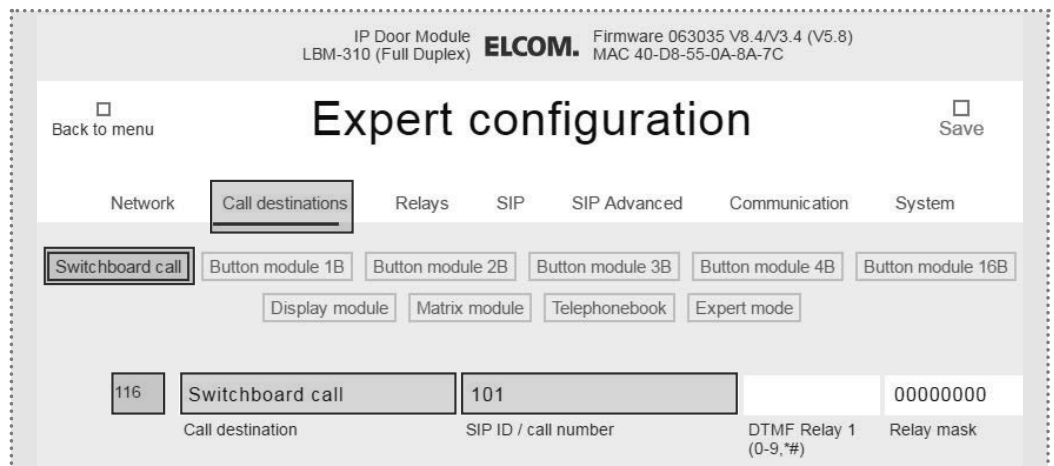 IP Door Module
LBM-310 (Full Duplex)
ELCOM.
Firmware 063035 V8.4/V3.4 (V5.8)
MAC 40-D8-55-0A-8A-7C
Back to menu
Expert configuration
Save
Network Call destinations Relays SIP SIP Advanced Communication System
Switchboard call Button module 1B Button module 2B Button module 3B Button module 4B Button module 16B
Display module Matrix module Telephonebook Expert mode
116 Switchboard call 101 00000000
Call destination SIP ID / call number DTMF Relay 1 Relay mask
(0-9,*#)